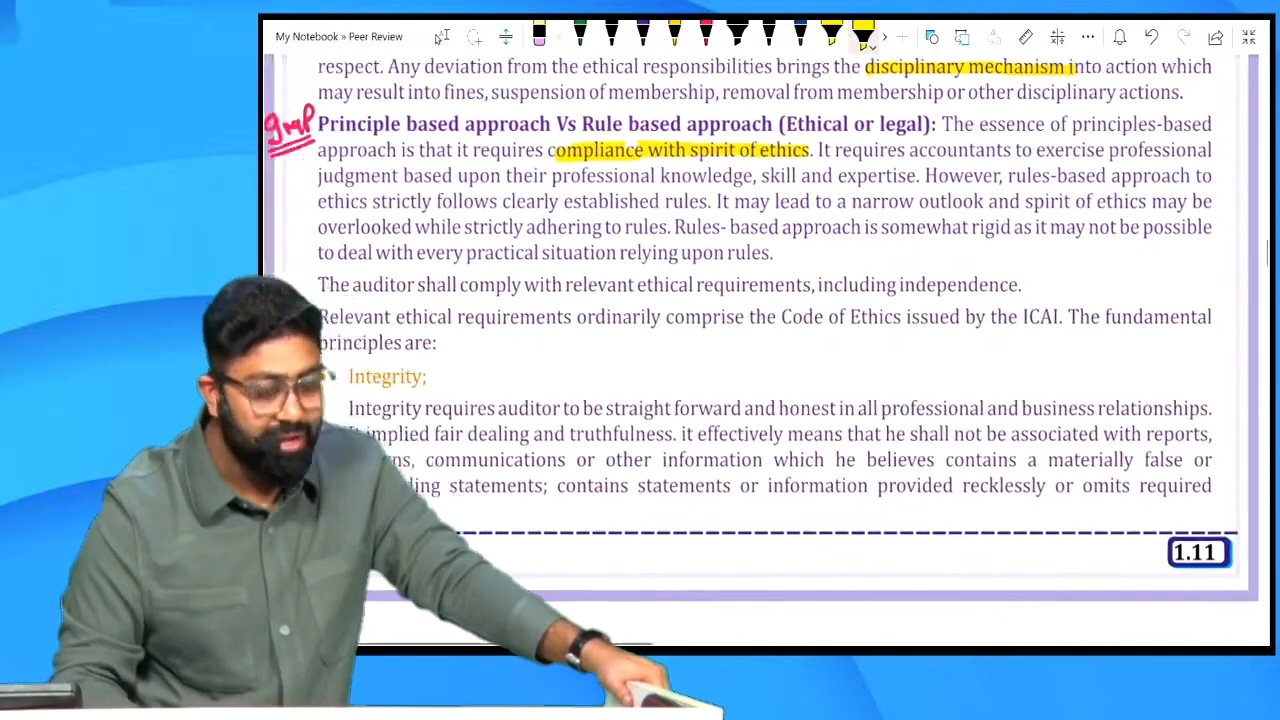 My Notebook » Peer Review
respect. Any deviation from the ethical responsibilities brings the disciplinary mechanism into action which
may result into fines, suspension of membership, removal from membership or other disciplinary actions.
Principle based approach Vs Rule based approach (Ethical or legal): The essence of principles-based
approach is that it requires compliance with spirit of ethics. It requires accountants to exercise professional
judgment based upon their professional knowledge, skill and expertise. However, rules-based approach to
ethics strictly follows clearly established rules. It may lead to a narrow outlook and spirit of ethics may be
overlooked while strictly adhering to rules. Rules- based approach is somewhat rigid as it may not be possible
to deal with every practical situation relying upon rules.
The auditor shall comply with relevant ethical requirements, including independence.
Relevant ethical requirements ordinarily comprise the Code of Ethics issued by the ICAI. The fundamental
principles are:
Integrity;
Integrity requires auditor to be straight forward and honest in all professional and business relationships.
implied fair dealing and truthfulness. it effectively means that he shall not be associated with reports,
communications or other information which he believes contains a materially false or
statements; contains statements or information provided recklessly or omits required
1.11